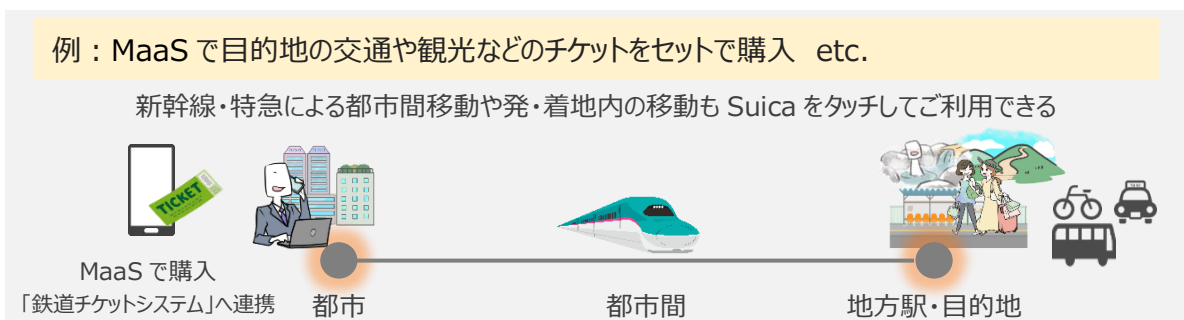 例：MaaSで目的地の交通や観光などのチケットをセットで購入 etc.
新幹線・特急による都市間移動や発・着地内の移動も Suica をタッチしてご利用できる
TICKET
MaaS で購入
「鉄道チケットシステム」へ連携
都市
都市間
地方駅・目的地